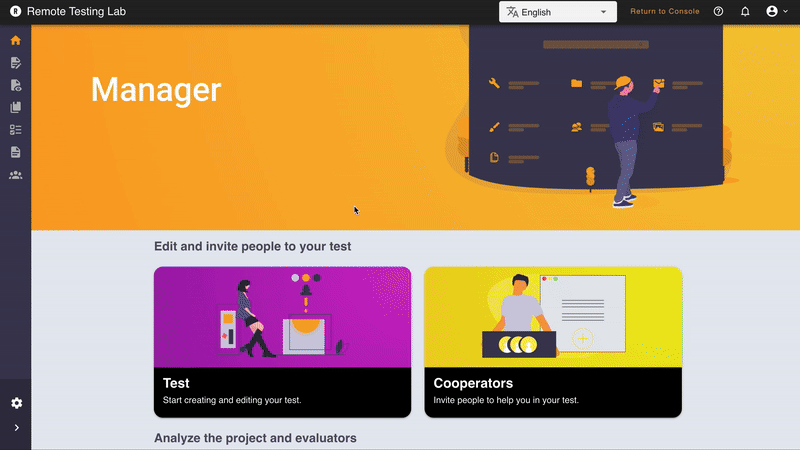 Remote Testing Lab
English
Return to Console
Manager
Edit and invite people to your test
Test
Start creating and editing your test.
Cooperators
Invite people to help you in your test.
Analyze the project and evaluators